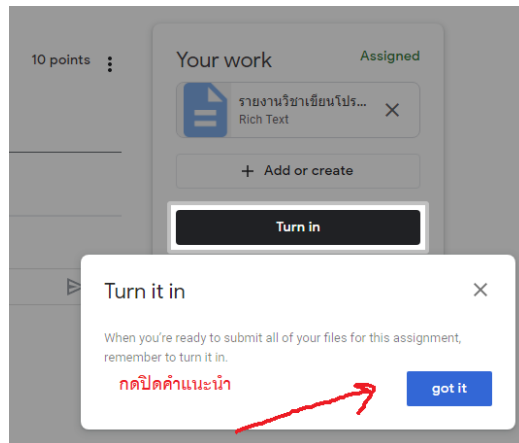 10 points
Your work
Assigned
รายงานวิชาเขียนโปร...
Rich Text
+ Add or create
Turn in
Turn it in
When you're ready to submit all of your files for this assignment,
remember to turn it in.
กดปิดคำแนะนำ
got it